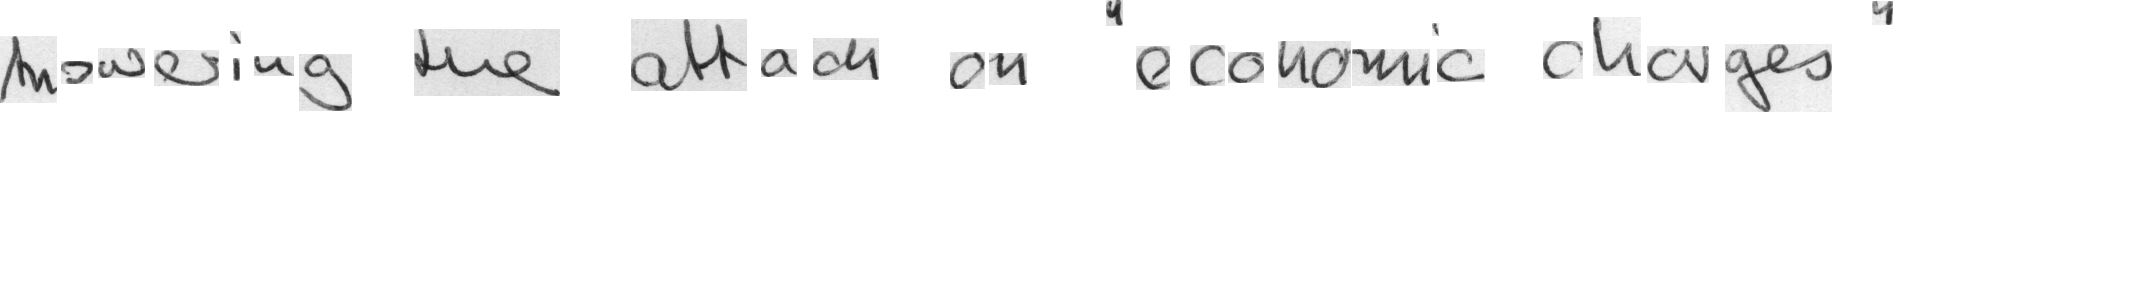 Answering the attack on " economic charges "